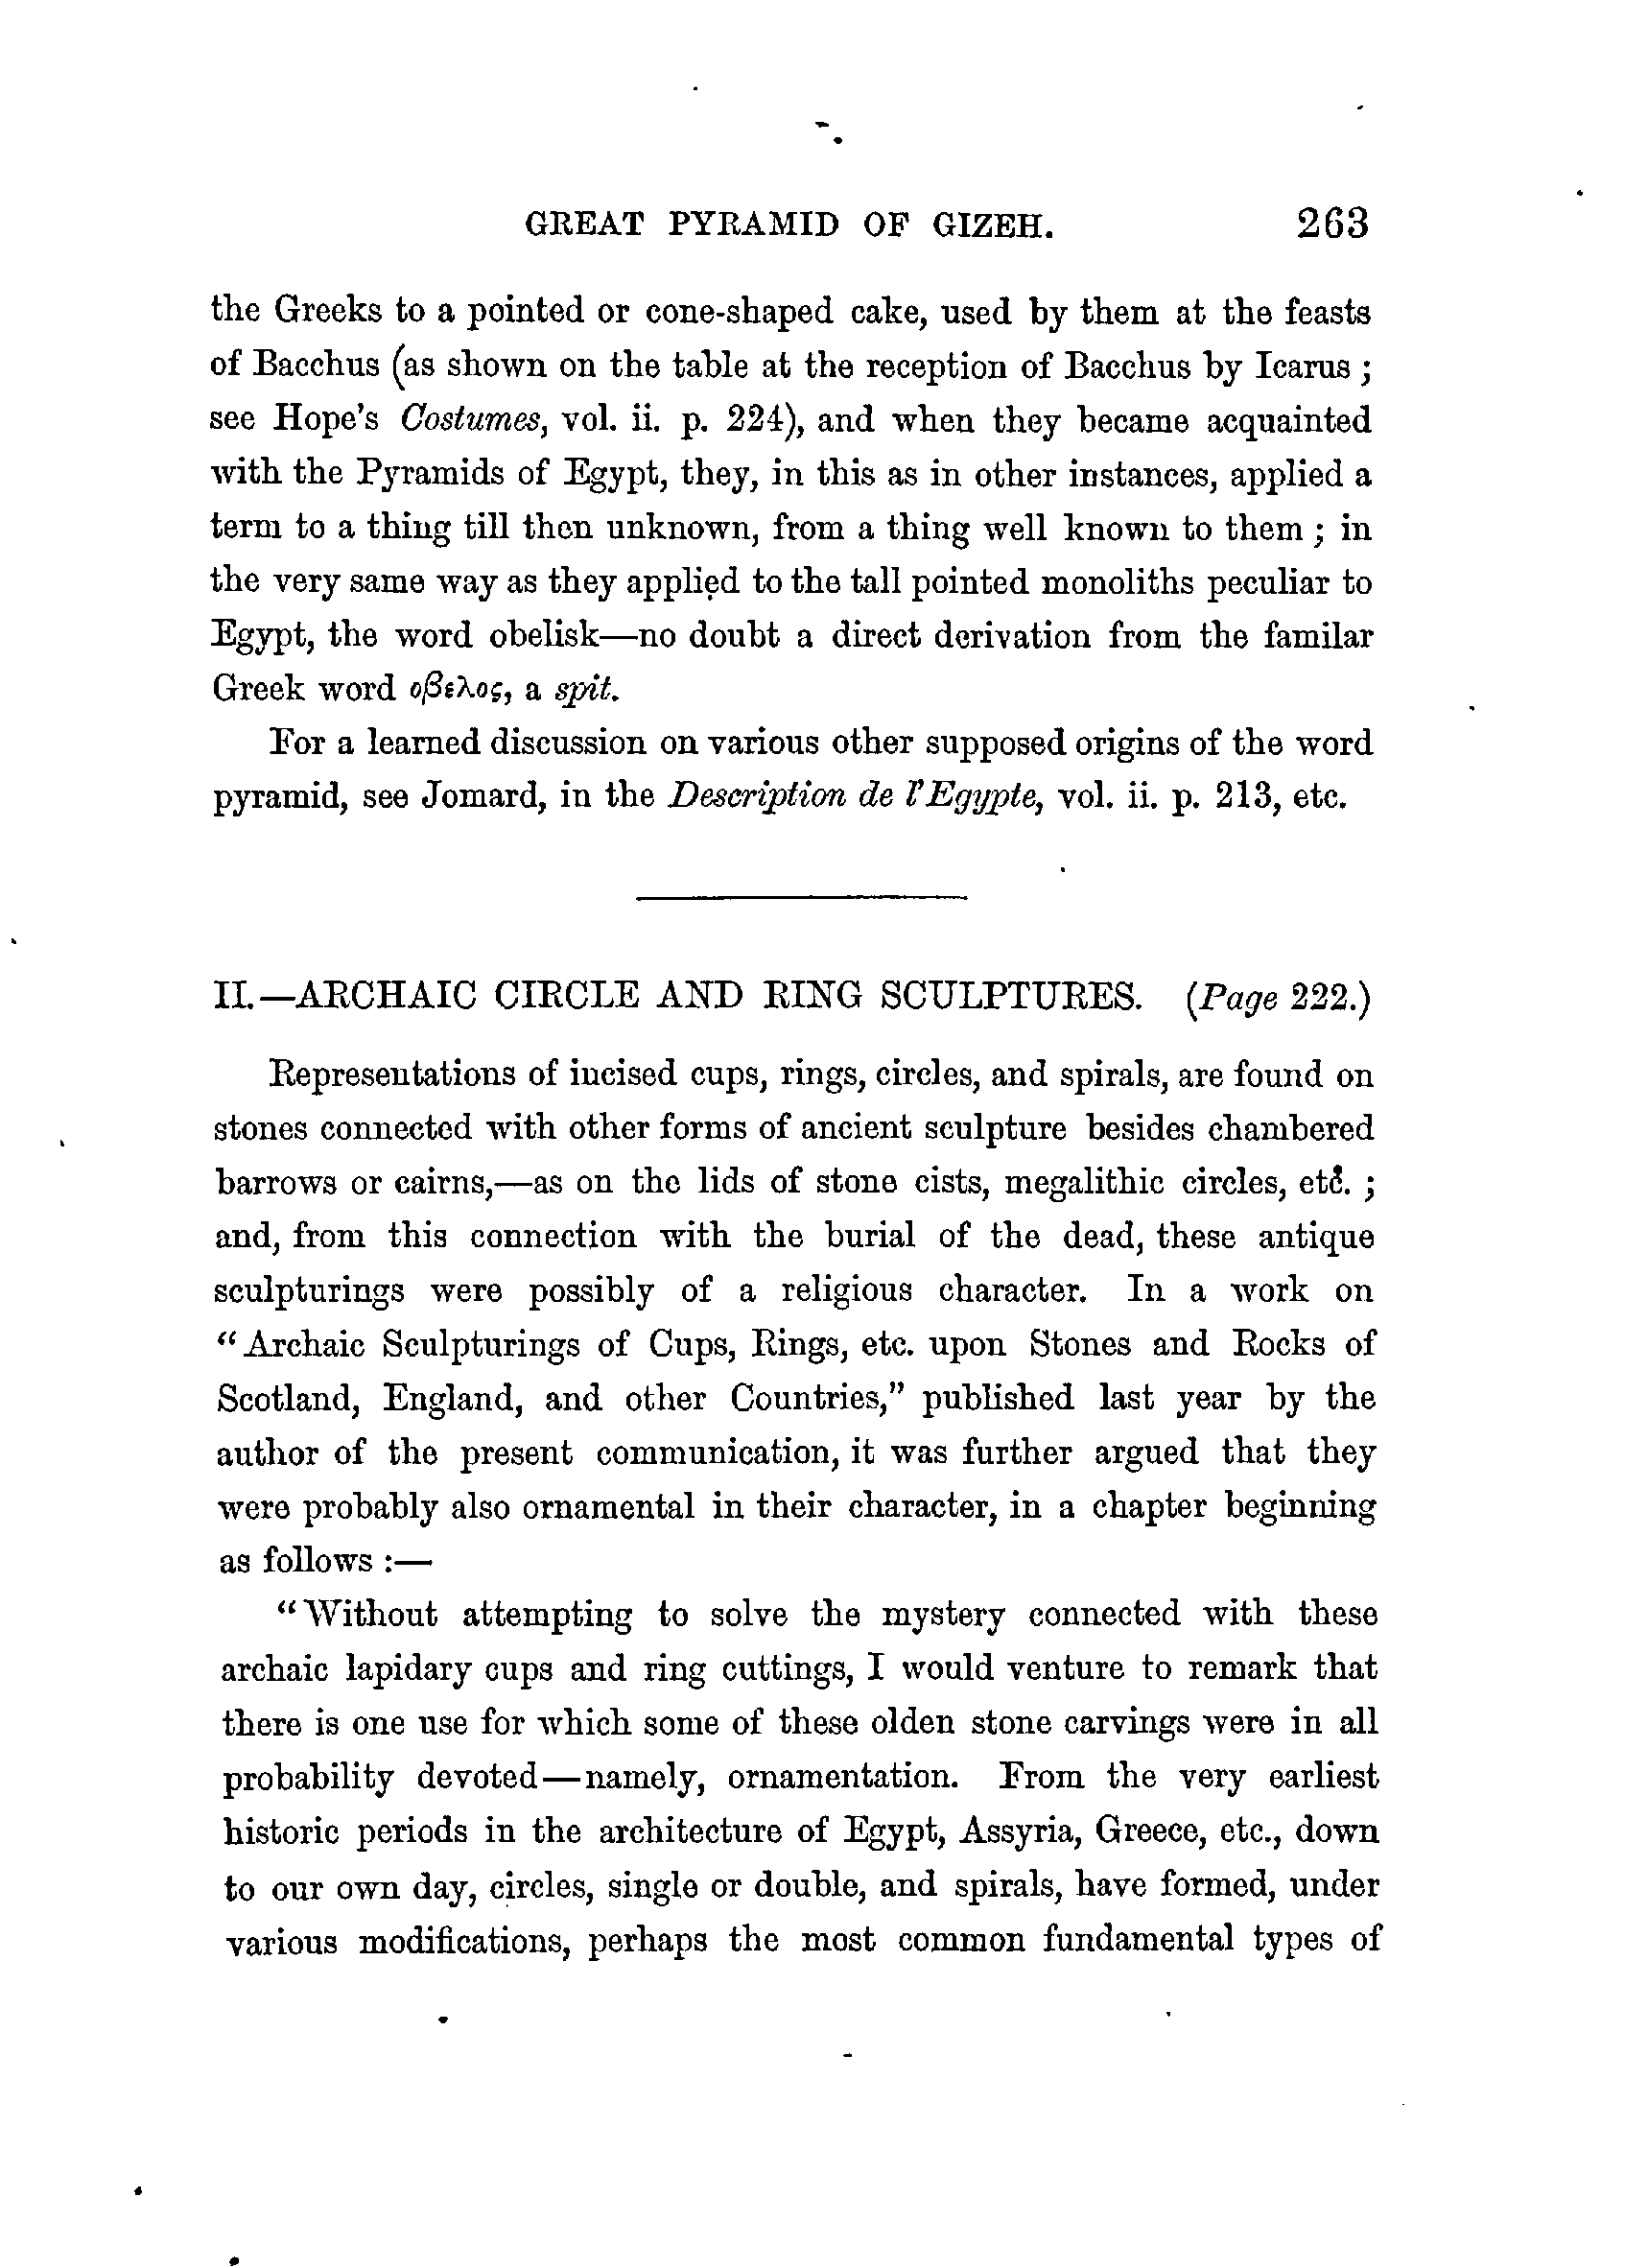 GREAT PYRAMID OF GIZEH. 263
the Greeks to a pointed or cone-shaped cake, used by them at the feasts
of Bacchus (as shown on the table at the reception of Bacchus by Icarus ;
see Hope's Costumes, vol. ii. p. 224), and when they became acquainted
with the Pyramids of Egypt, they, in this as in other instances, applied a
term to a thing till then unknown, from a thing well known to them ; in
the very same way as they applied to the tall pointed monoliths peculiar to
Egypt, the word obelisk—no doubt a direct derivation from the familar
Greek word οβελος, a spit.
For a learned discussion on various other supposed origins of the word
pyramid, see Jomard, in the Description de l'Egypte, vol. ii. p. 213, etc.
II.—ARCHAIC CIRCLE AND RING SCULPTURES. (Page 222.)
Representations of incised cups, rings, circles, and spirals, are found on
stones connected with other forms of ancient sculpture besides chambered
barrows or cairns,—as on the lids of stone cists, megalithic circles, etc. ;
and, from this connection with the burial of the dead, these antique
sculpturings were possibly of a religious character. In a work on
"Archaic Sculpturings of Cups, Rings, etc. upon Stones and Rocks of
Scotland, England, and other Countries," published last year by the
author of the present communication, it was further argued that they
were probably also ornamental in their character, in a chapter beginning
as follows :—
"Without attempting to solve the mystery connected with these
archaic lapidary cups and ring cuttings, I would venture to remark that
there is one use for which some of these olden stone carvings were in all
probability devoted—namely, ornamentation. From the very earliest
historic periods in the architecture of Egypt, Assyria, Greece, etc., down
to our own day, circles, single or double, and spirals, have formed, under
various modifications, perhaps the most common fundamental types of